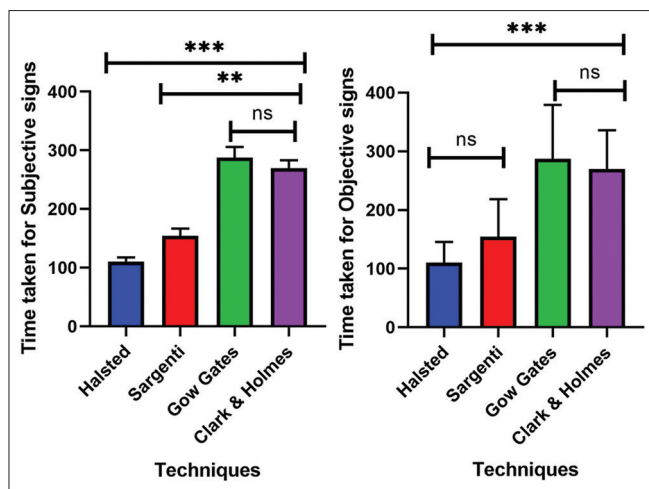 ***
**
ns
Time taken for Subjective signs
400
300
200
100
0
Halsted
Sargenti
Gow Gates
Clark & Holmes
Techniques
***
ns
ns
Time taken for Objective signs
400
300
200
100
0
Halsted
Sargenti
Gow Gates
Clark & Holmes
Techniques